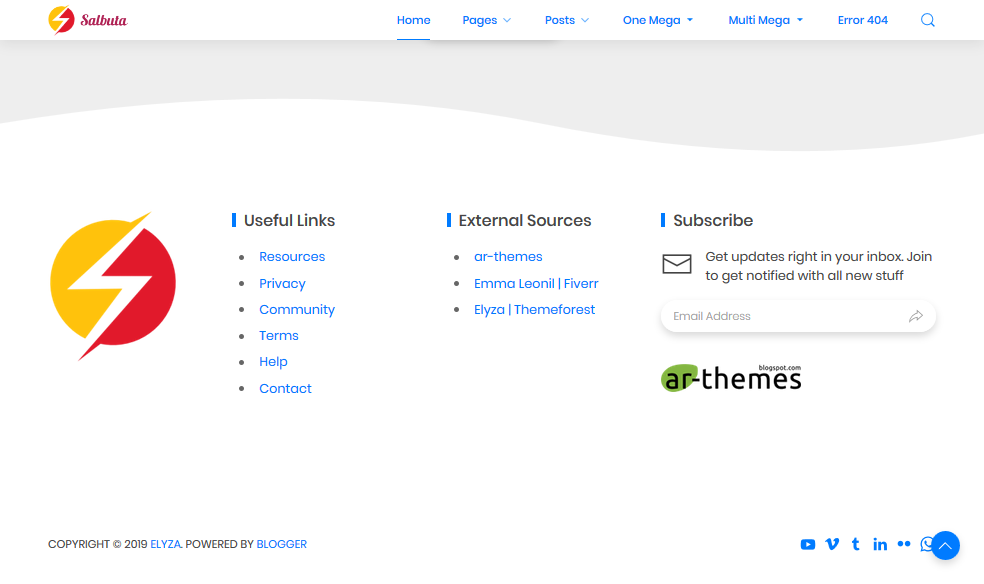 Salbuta
Home Pages Posts One Mega Multi Mega Error 404
Useful Links
Resources
Privacy
Community
Terms
Help
Contact
External Sources
ar-themes
Emma Leonil | Fiverr
Elyza | Themeforest
Subscribe
Get updates right in your inbox. Join
to get notified with all new stuff
Email Address
blogspot.com
ar-themes
COPYRIGHT © 2019 ELYZA. POWERED BY BLOGGER